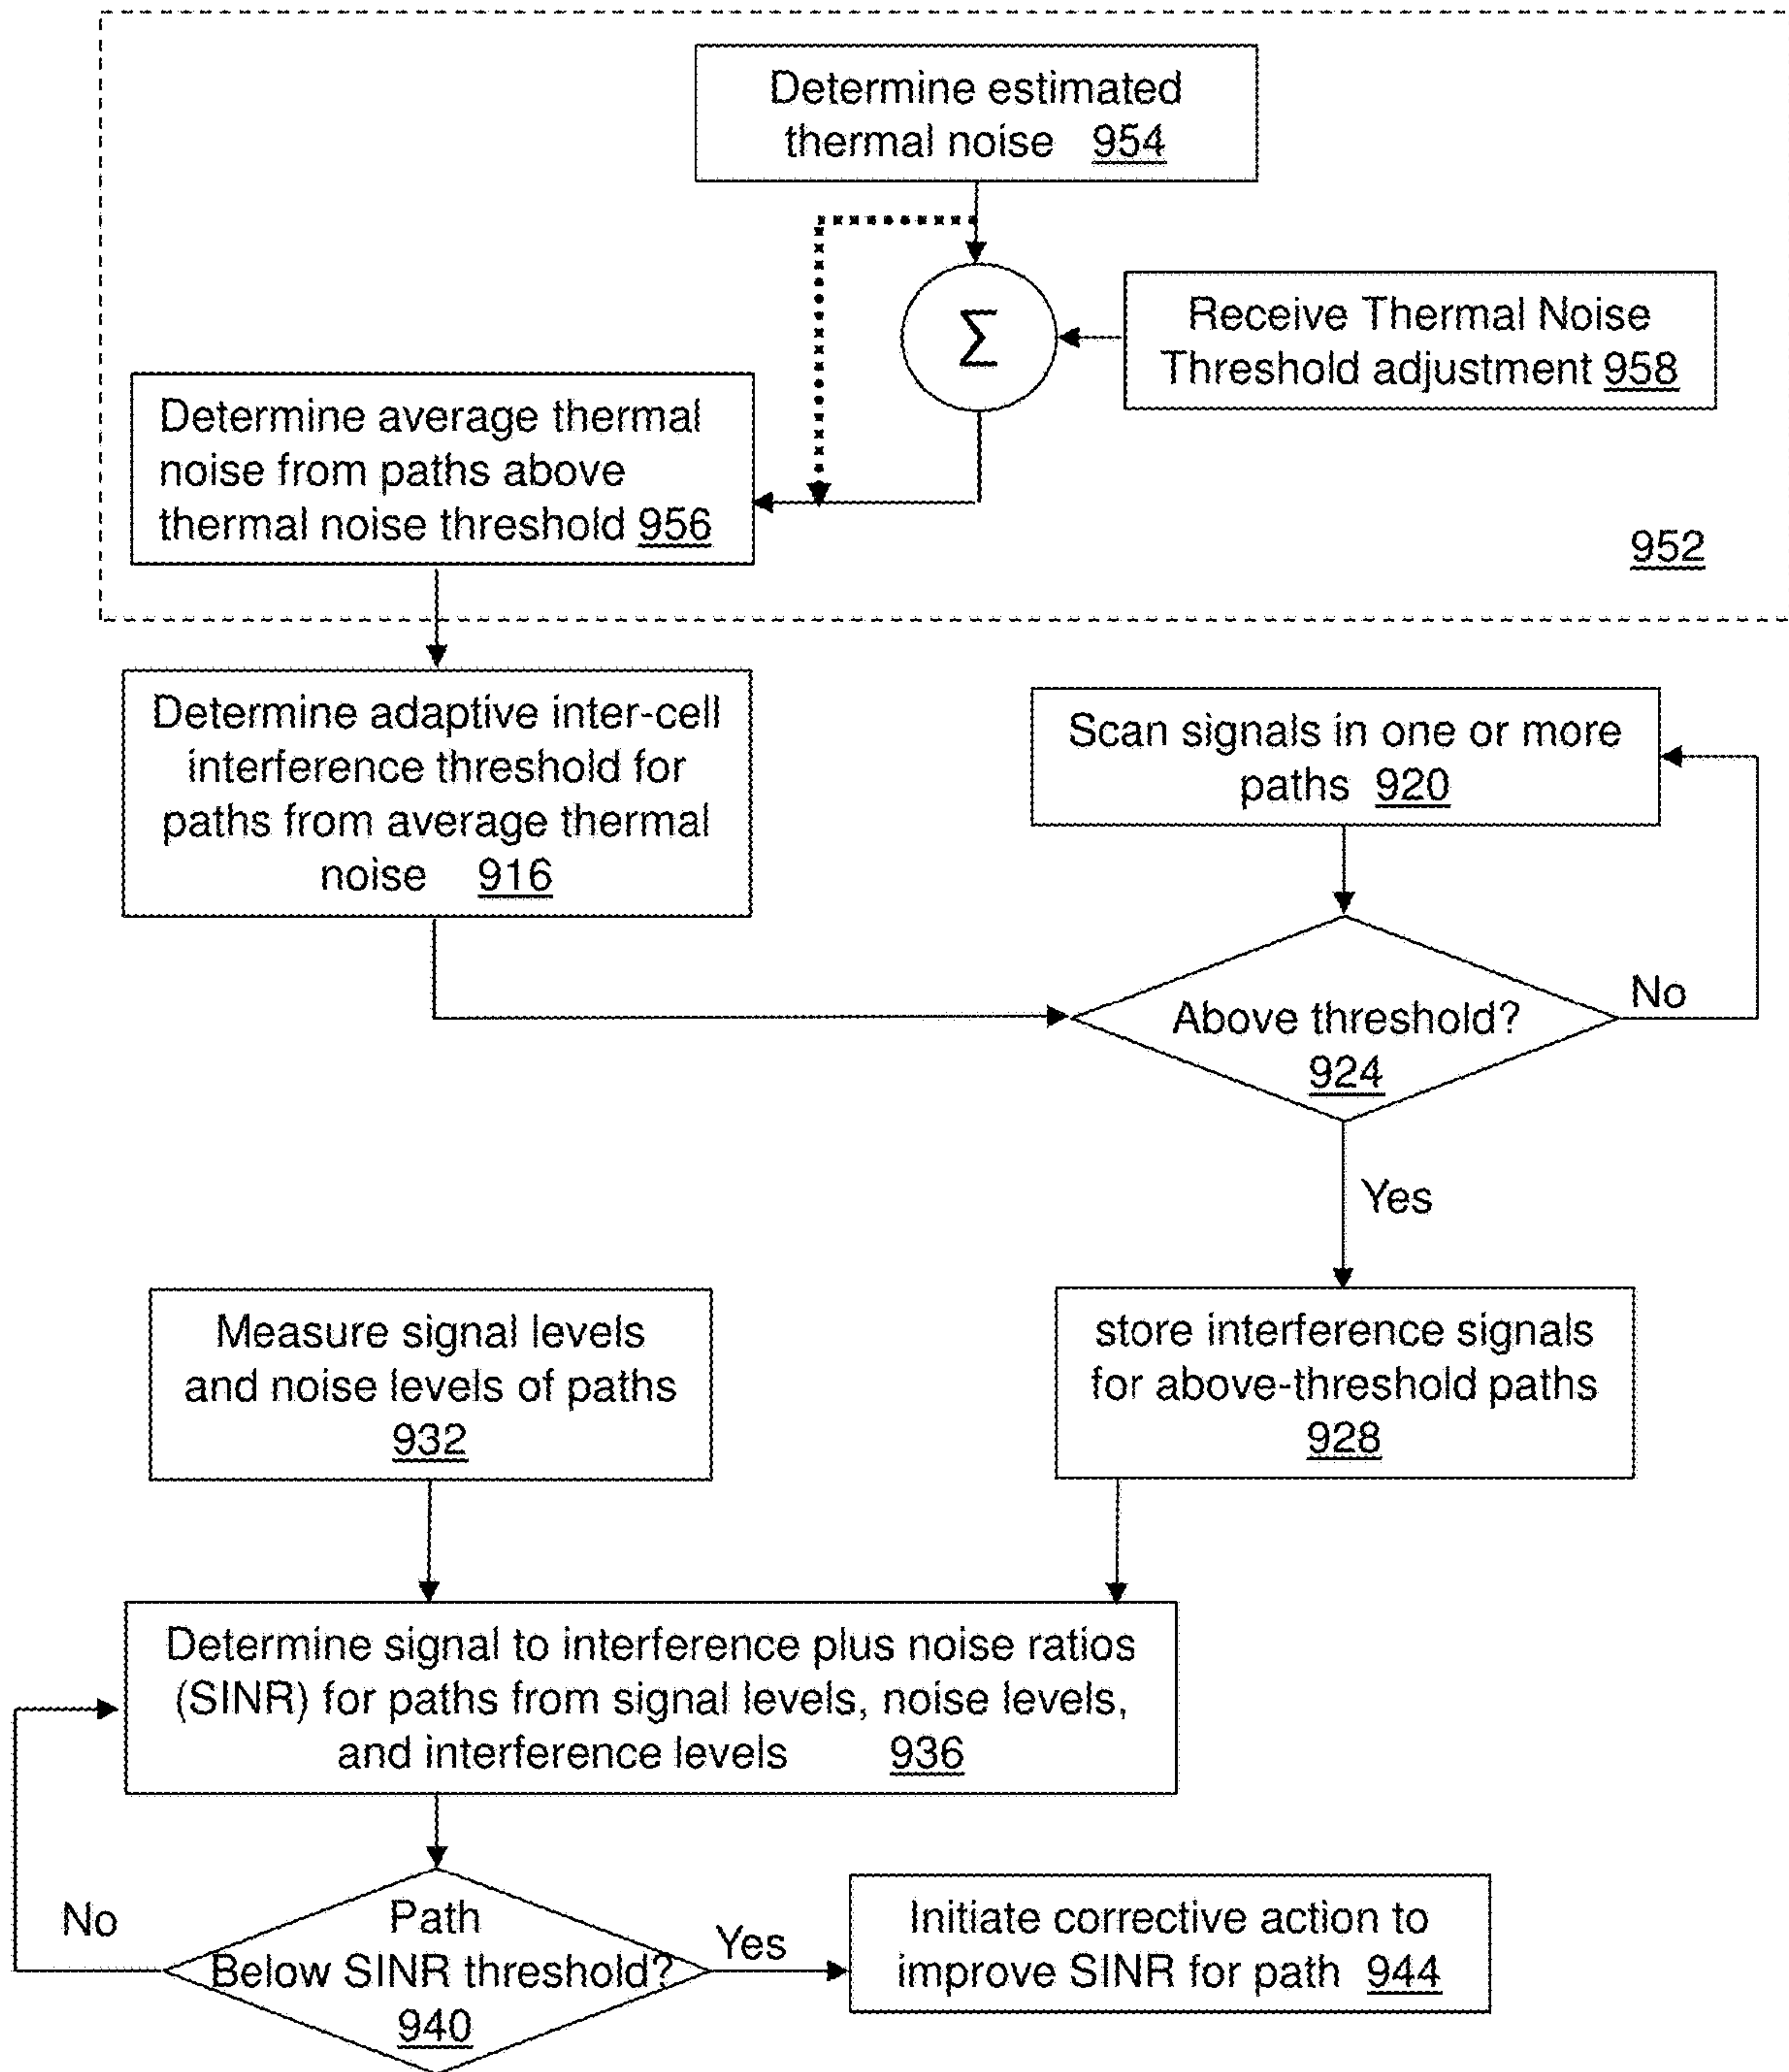 Determine estimated
thermal noise 954
Σ
Receive Thermal Noise
Threshold adjustment 958
Determine average thermal
noise from paths above
thermal noise threshold 956
952
Determine adaptive inter-cell
interference threshold for
paths from average thermal
noise 916
Scan signals in one or more
paths 920
Above threshold?
924
No
Yes
Measure signal levels
and noise levels of paths
932
store interference signals
for above-threshold paths
928
Determine signal to interference plus noise ratios
(SINR) for paths from signal levels, noise levels,
and interference levels 936
No
Path
Below SINR threshold?
940
Yes
Initiate corrective action to
improve SINR for path 944